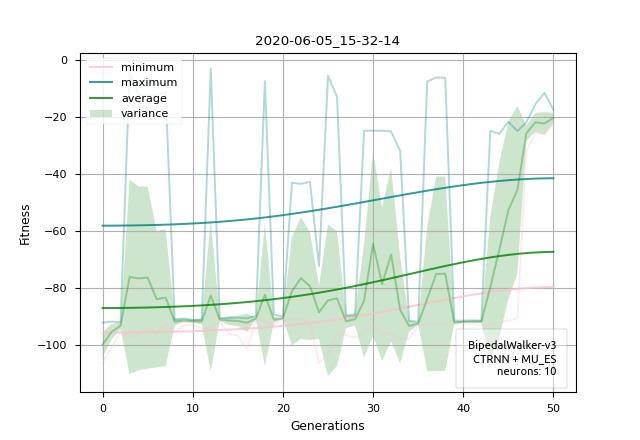 2020-06-05_15-32-14
minimum
maximum
average
variance
0
−20
−40
−60
−80
−100
Fitness
BipedalWalker-v3
CTRNN + MU_ES
neurons: 10
0 10 20 30 40 50
Generations